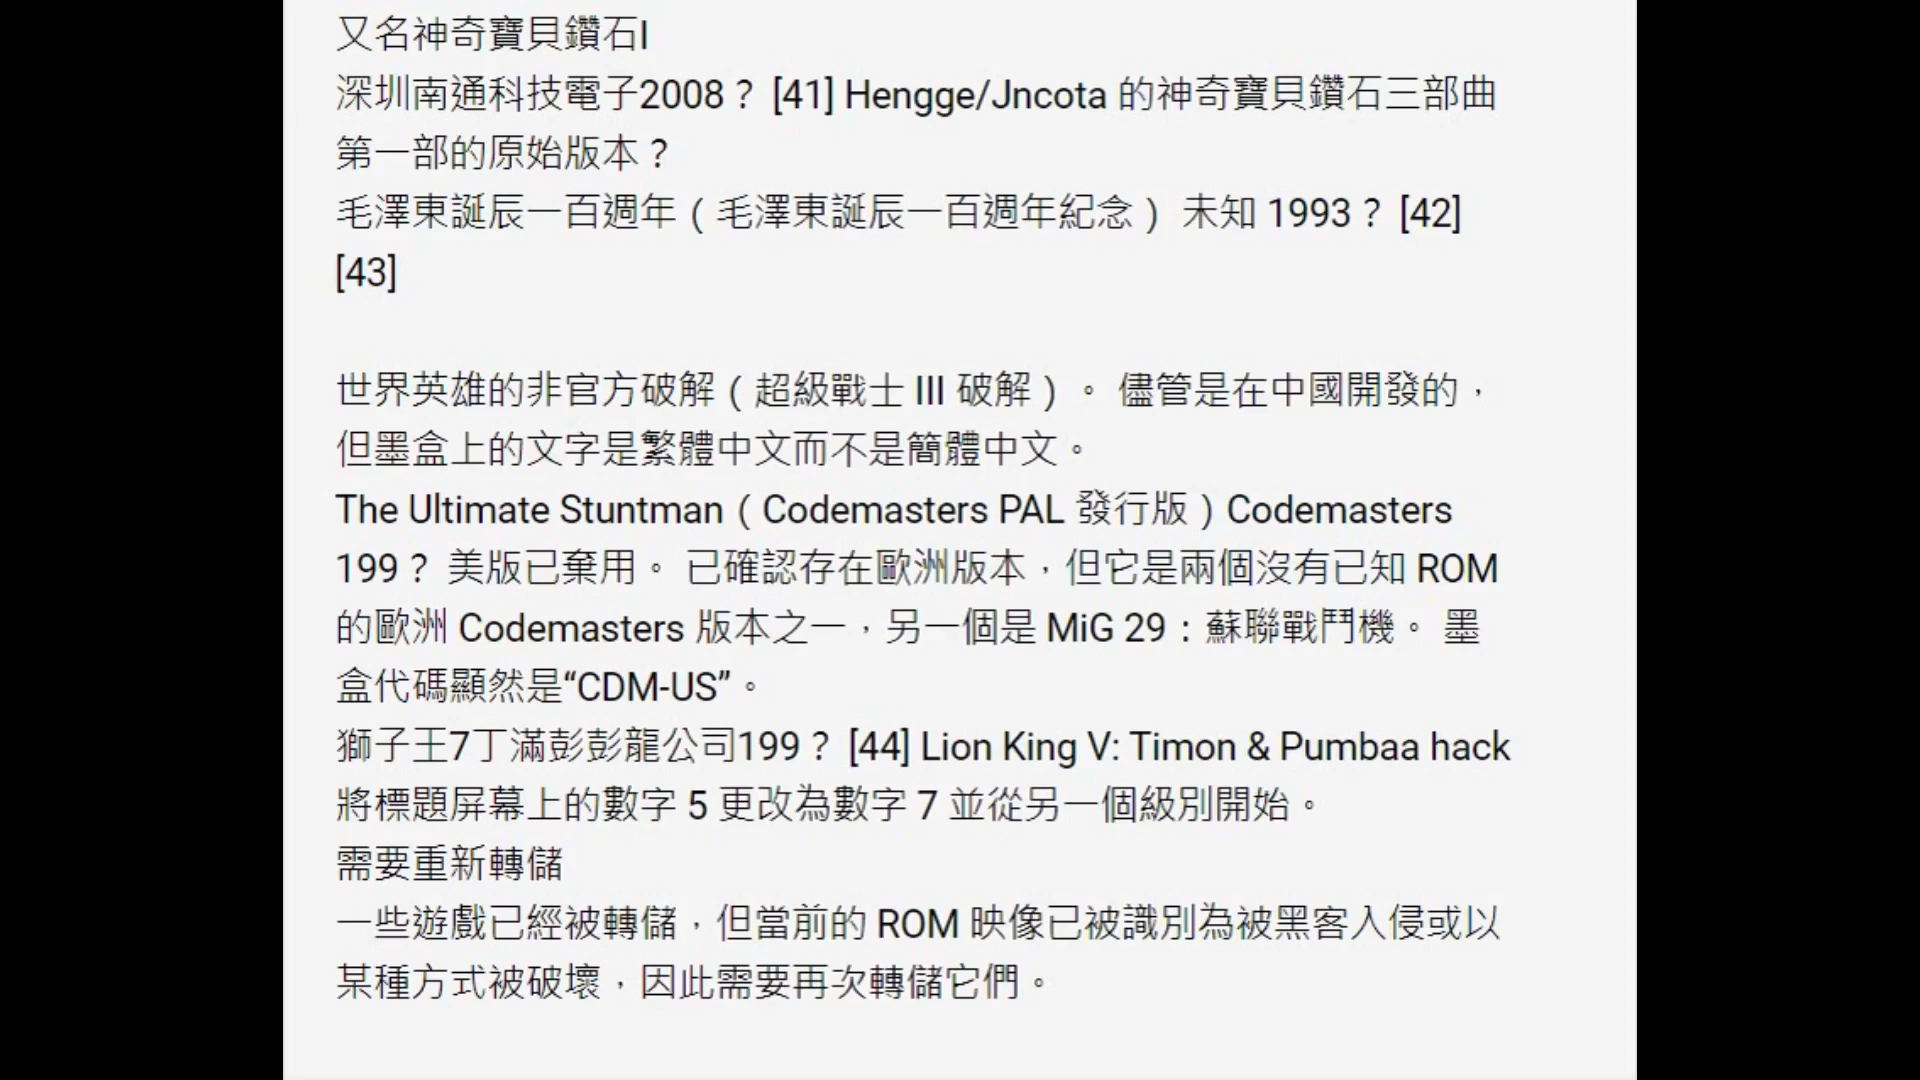 又名神奇寶貝鑽石I
深圳南通科技電子2008？ [41] Hengge/Jncota 的神奇寶貝鑽石三部曲
第一部的原始版本？
毛澤東誕辰一百週年（毛澤東誕辰一百週年紀念） 未知 1993？ [42]
[43]
世界英雄的非官方破解（超級戰士 III 破解）。 儘管是在中國開發的，
但墨盒上的文字是繁體中文而不是簡體中文。
The Ultimate Stuntman（Codemasters PAL 發行版）Codemasters
199？ 美版已棄用。 已確認存在歐洲版本，但它是兩個沒有已知 ROM
的歐洲 Codemasters 版本之一，另一個是 MiG 29：蘇聯戰鬥機。 墨
盒代碼顯然是“CDM-US”。
獅子王7丁滿彭彭龍公司199？ [44] Lion King V: Timon & Pumbaa hack
將標題屏幕上的數字 5 更改為數字 7 並從另一個級別開始。
需要重新轉儲
一些遊戲已經被轉儲，但當前的 ROM 映像已被識別為被黑客入侵或以
某種方式被破壞，因此需要再次轉儲它們。